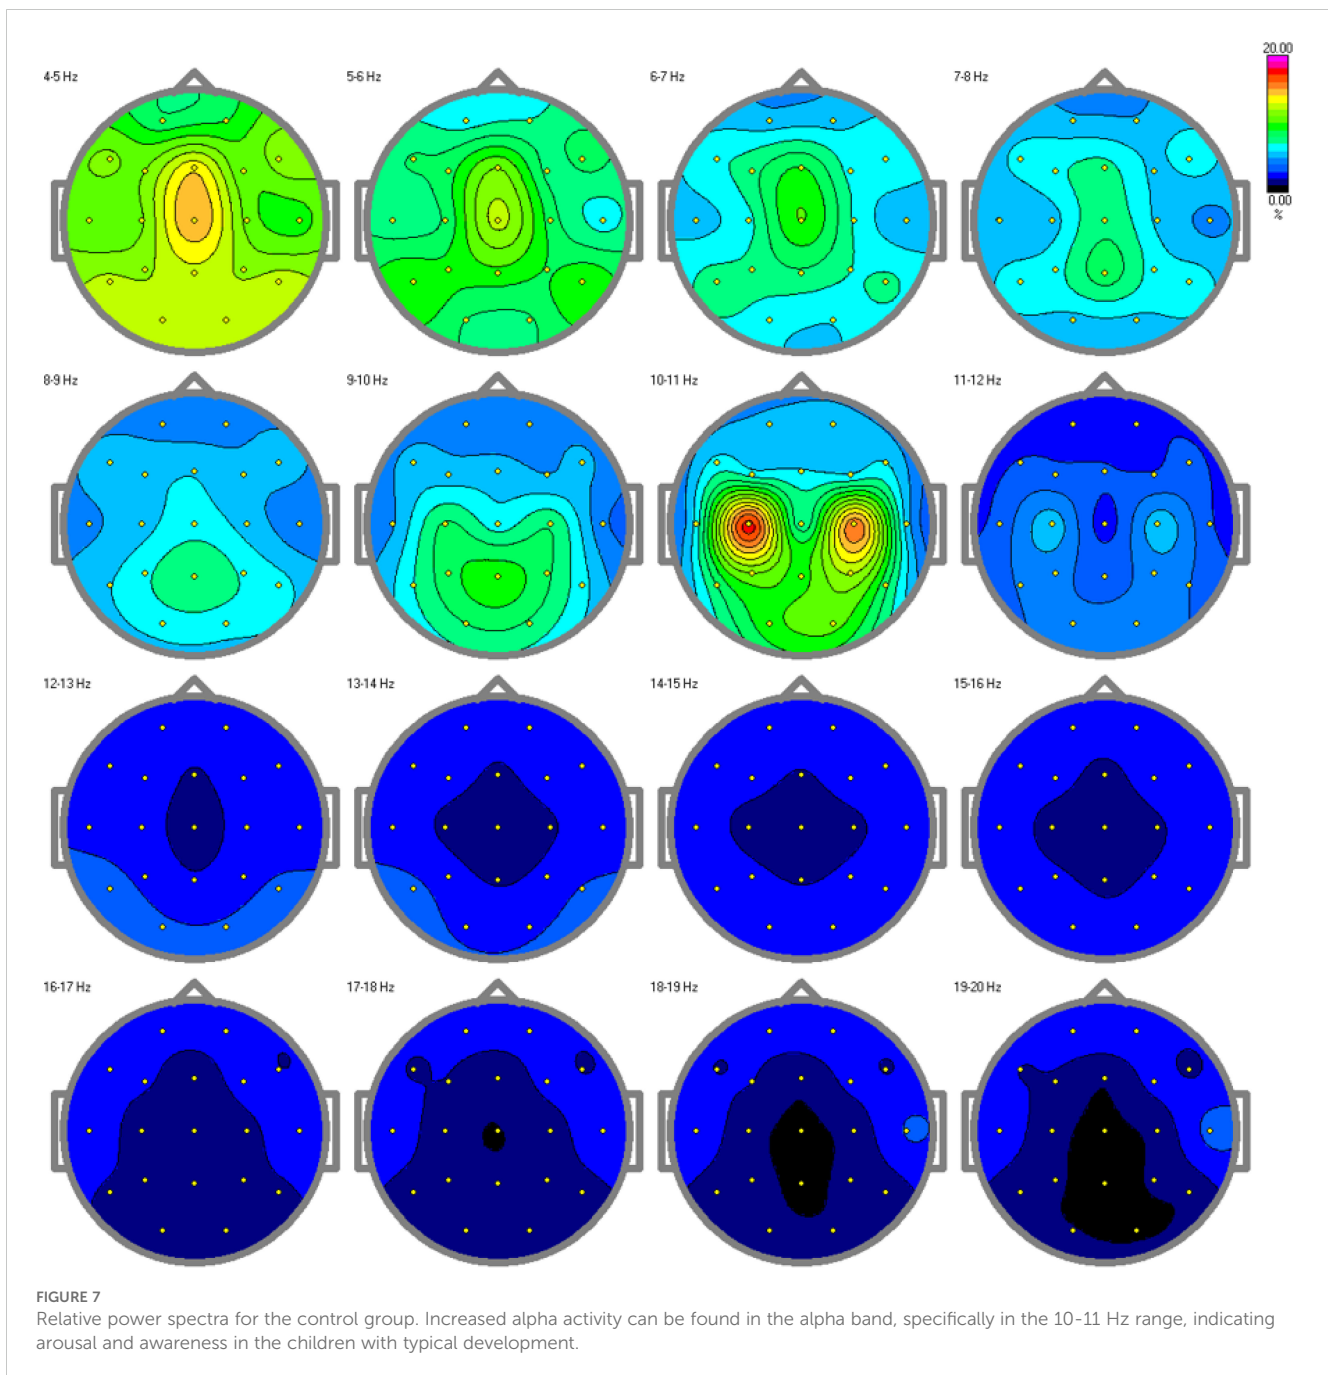 20.00
4-5 Hz
5-6 Hz
6-7 Hz
7-8 Hz
0.00
%
8-9 Hz
9-10 Hz
10-11 Hz
11-12 Hz
12-13 Hz
13-14 Hz
14-15 Hz
15-16 Hz
16-17 Hz
17-18 Hz
18-19 Hz
19-20 Hz
FIGURE 7
Relative power spectra for the control group. Increased alpha activity can be found in the alpha band, specifically in the 10-11 Hz range, indicating
arousal and awareness in the children with typical development.